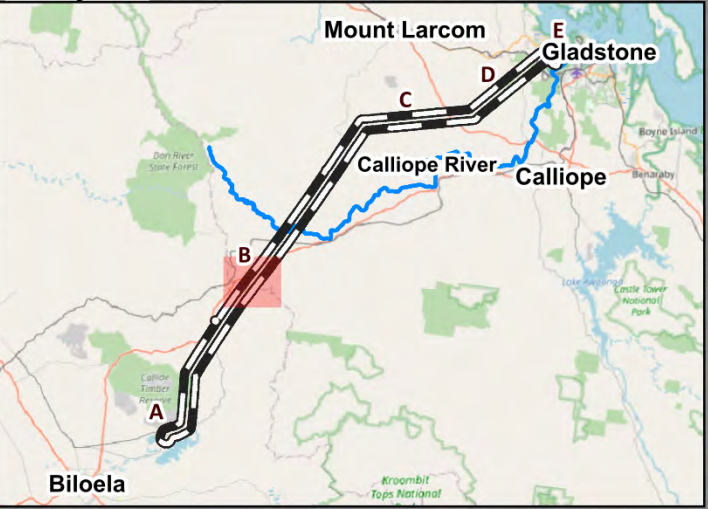 Mount Larcom
E
Gladstone
D
C
Boyne Island
Don River
State Forest
Calliope River
Calliope
Benaraby
B
Lake Awoonga
Castle Tower
National
Park
Callide
Timber
Reserve
A
Biloela
Kroombit
Tops National